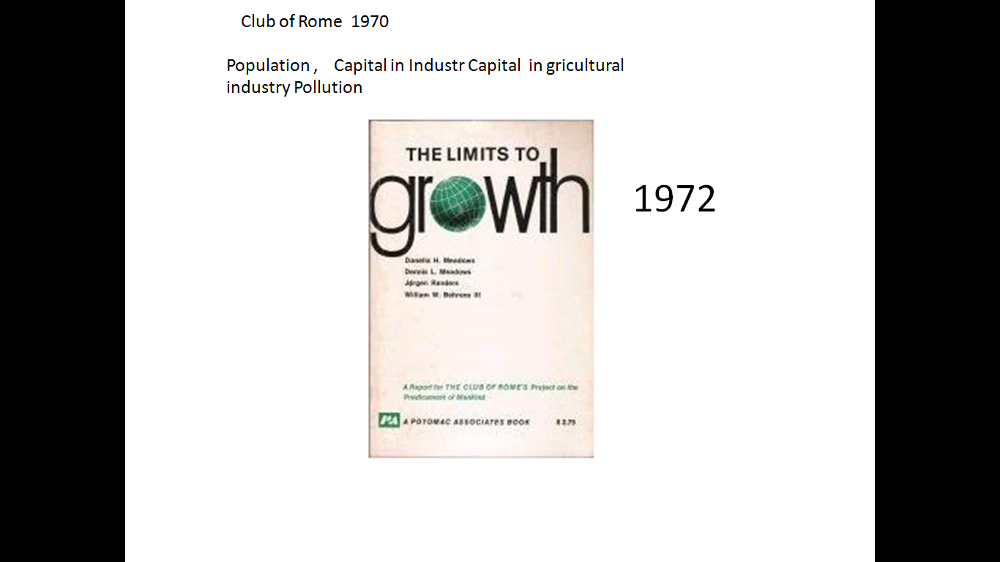 Club of Rome 1970
Population , Capital in Industr Capital in gricultural
industry Pollution
THE LIMITS TO
growth
1972
Donella H. Meadows
Dennis L. Meadows
Jørgen Randers
William W. Behrens III
A Report for THE CLUB OF ROME'S Project on the
Predicament of Mankind
PA A POTOMAC ASSOCIATES BOOK $2.75